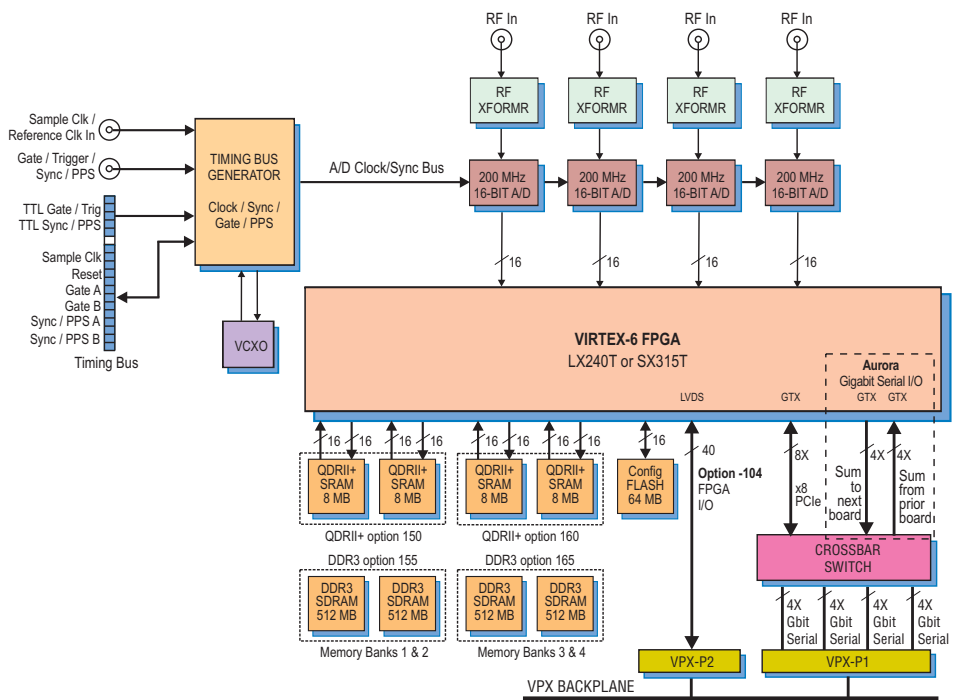 RF In
RF In
RF In
RF In
RF
XFORMR
RF
XFORMR
RF
XFORMR
RF
XFORMR
Sample Clk /
Reference Clk In
Gate / Trigger /
Sync / PPS
TTL Gate / Trig
TTL Sync / PPS
Sample Clk
Reset
Gate A
Gate B
Sync / PPS A
Sync / PPS B
Timing Bus
TIMING BUS
GENERATOR
Clock / Sync /
Gate / PPS
VCXO
A/D Clock/Sync Bus
200 MHz
16-BIT A/D
200 MHz
16-BIT A/D
200 MHz
16-BIT A/D
200 MHz
16-BIT A/D
16
16
16
16
VIRTEX-6 FPGA
LX240T or SX315T
Aurora
Gigabit Serial I/O
LVDS
GTX
GTX
GTX
16
16
16
16
16
16
16
16
16
40
8X
4X
4X
QDRII+
SRAM
8 MB
QDRII+
SRAM
8 MB
QDRII+
SRAM
8 MB
QDRII+
SRAM
8 MB
Config
FLASH
64 MB
Option -104
FPGA
I/O
x8
PCIe
Sum
to
next
board
Sum
from
prior
board
QDRII+ option 150
QDRII+ option 160
DDR3 option 155
DDR3 option 165
DDR3
SDRAM
512 MB
DDR3
SDRAM
512 MB
DDR3
SDRAM
512 MB
DDR3
SDRAM
512 MB
Memory Banks 1 & 2
Memory Banks 3 & 4
CROSSBAR
SWITCH
4X
Gbit
Serial
4X
Gbit
Serial
4X
Gbit
Serial
4X
Gbit
Serial
VPX-P2
VPX-P1
VPX BACKPLANE